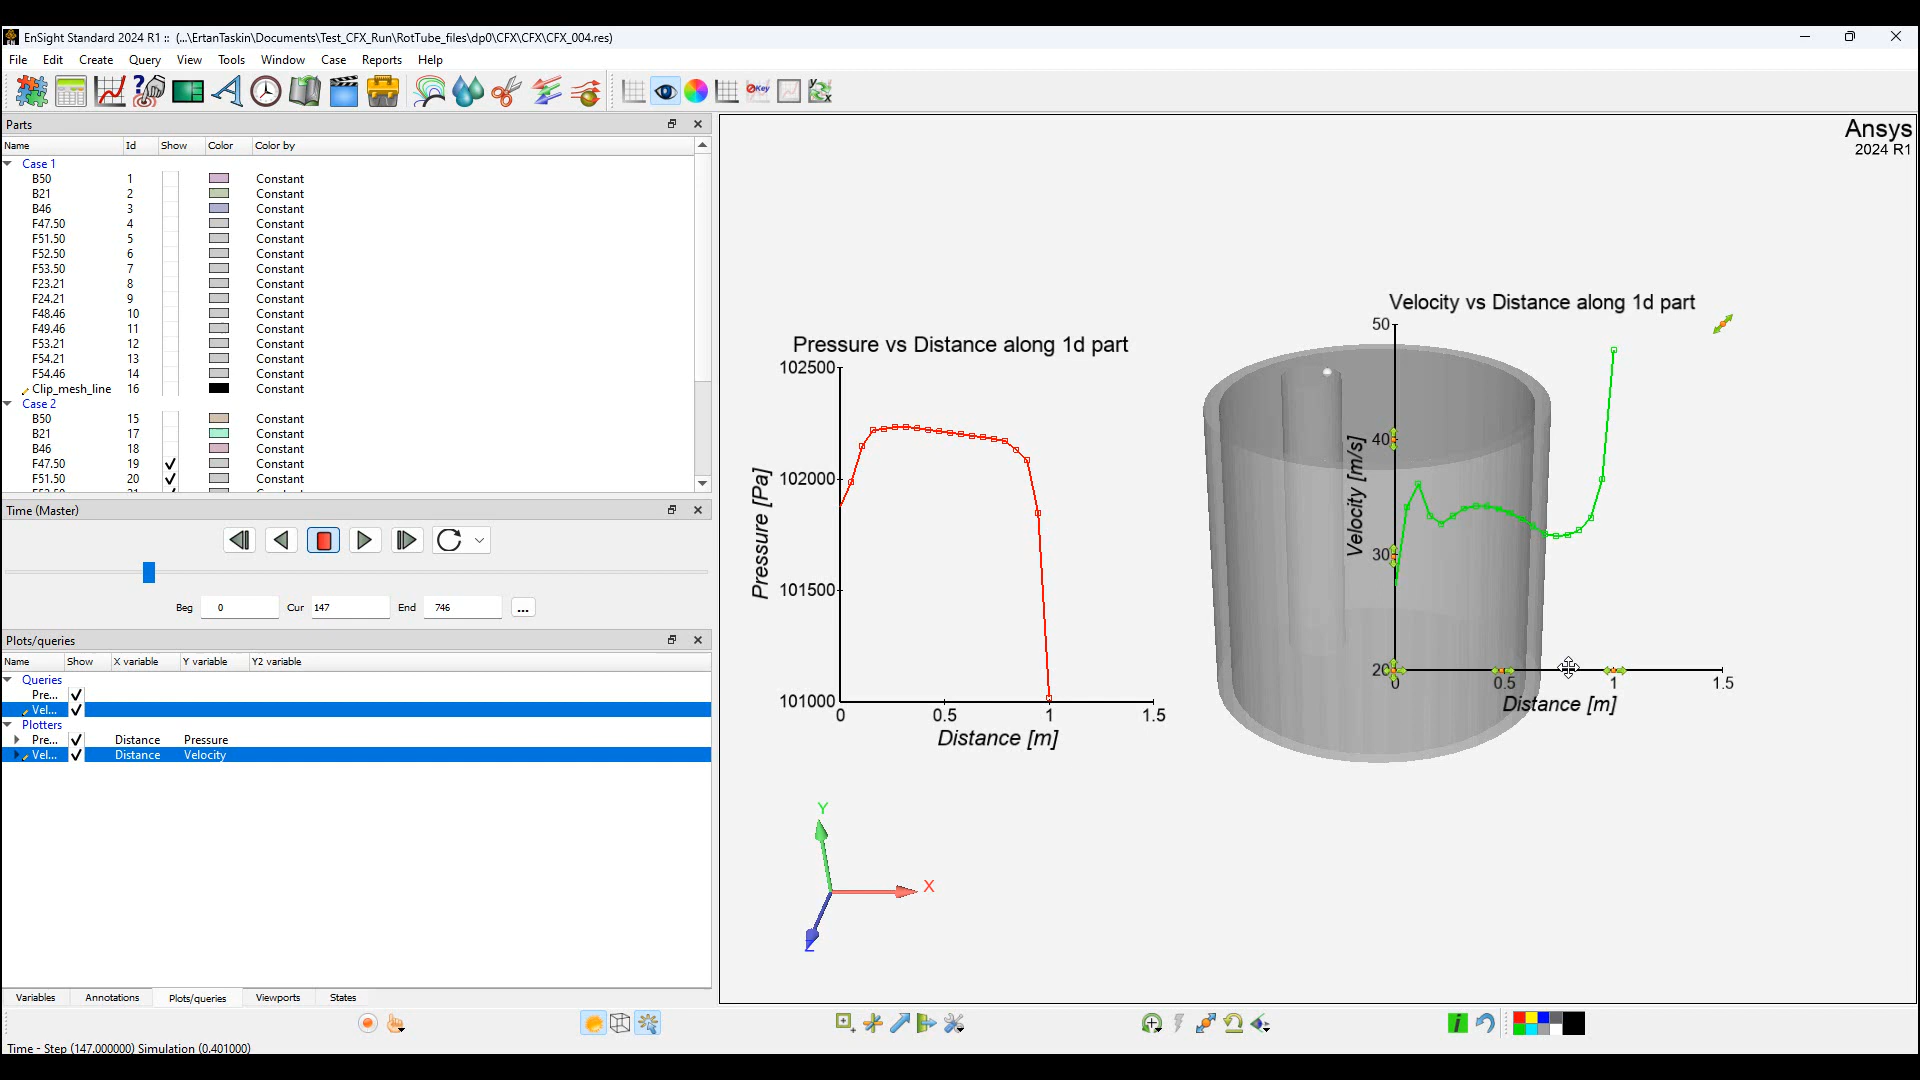 EnSight Standard 2024 R1 :: (...\ErtanTaskin\Documents\Test_CFX_Run\RotTube_files\dp0\CFX\CFX\CFX_004.res)
File Edit Create Query View Tools Window Case Reports Help
Parts
Name Id Show Color Color by
Case 1
B50 1 Constant
B21 2 Constant
B46 3 Constant
F47.50 4 Constant
F51.50 5 Constant
F52.50 6 Constant
F53.50 7 Constant
F23.21 8 Constant
F24.21 9 Constant
F48.46 10 Constant
F49.46 11 Constant
F53.21 12 Constant
F54.21 13 Constant
F54.46 14 Constant
Clip_mesh_line 16 Constant
Case 2
B50 15 Constant
B21 17 Constant
B46 18 Constant
F47.50 19 Constant
F51.50 20 Constant
Time (Master)
Beg 0 Cur 147 End 746 ...
Plots/queries
Name Show X variable Y variable Y2 variable
Queries
Pre...
Vel...
Plotters
Pre... Distance Pressure
Vel... Distance Velocity
Variables Annotations Plots/queries Viewports States
Time - Step (147.000000) Simulation (0.401000)
Key
Ansys
2024 R1
Pressure vs Distance along 1d part
102500
102000
101500
101000
Pressure [Pa]
0 0.5 1 1.5
Distance [m]
Velocity vs Distance along 1d part
50
40
30
20
Velocity [m/s]
0 0.5 1 1.5
Distance [m]
Y
X
Z